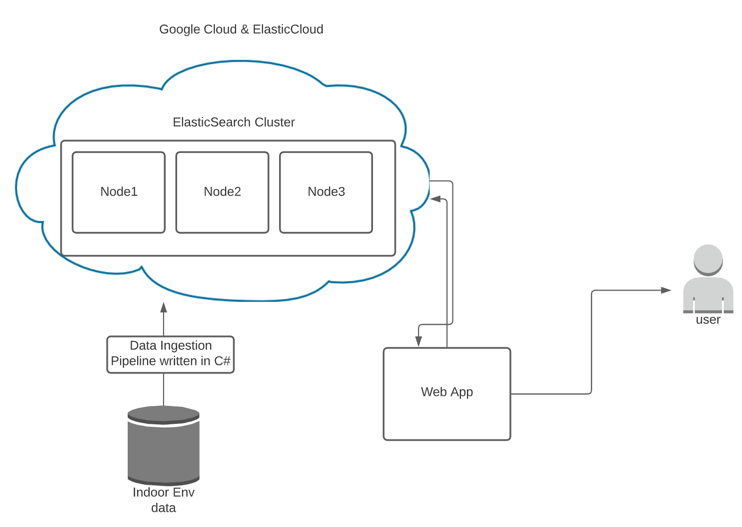 Google Cloud & ElasticCloud
ElasticSearch Cluster
Node1
Node2
Node3
Data Ingestion
Pipeline written in C#
Web App
user
Indoor Env
data